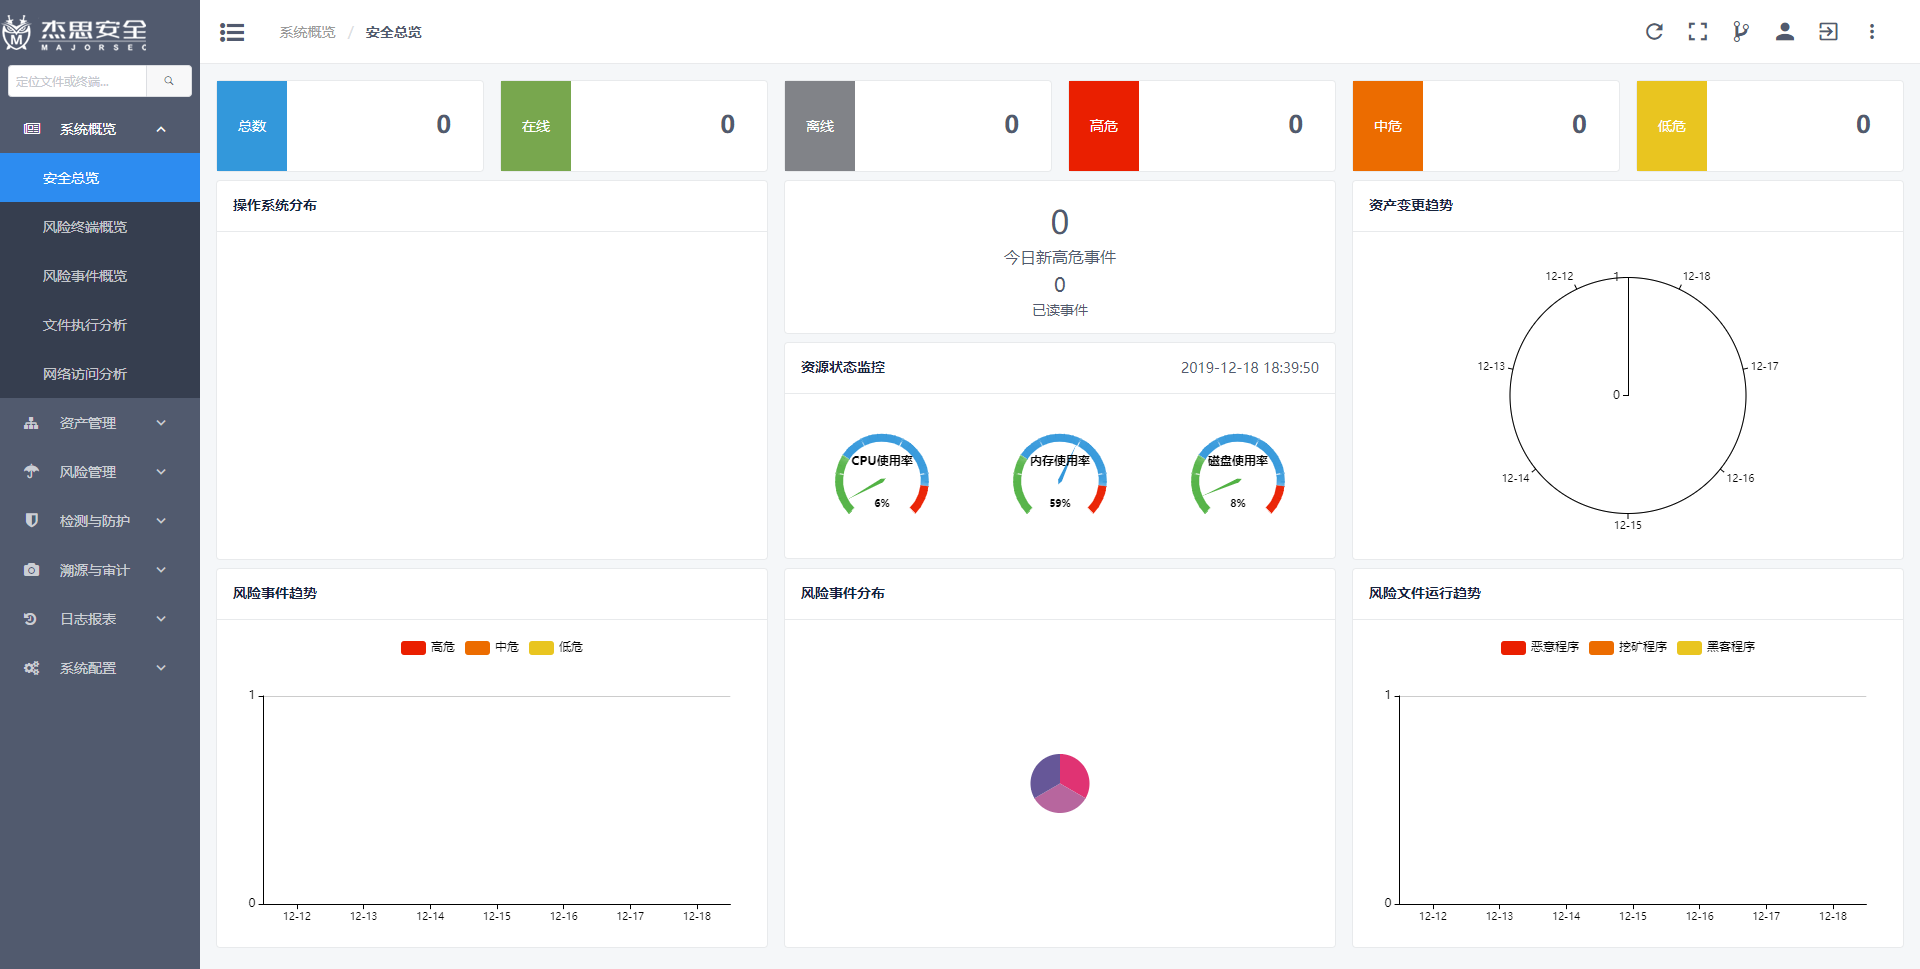 杰思安全
MAJORSEC
定位文件或终端...
系统概览
安全总览
风险终端概览
风险事件概览
文件执行分析
网络访问分析
资产管理
风险管理
检测与防护
溯源与审计
日志报表
系统配置
系统概览 / 安全总览
总数 0
在线 0
离线 0
高危 0
中危 0
低危 0
操作系统分布
0
今日新高危事件
0
已读事件
资源状态监控 2019-12-18 18:39:50
CPU使用率 内存使用率 磁盘使用率
6% 59% 8%
资产变更趋势
12-12 1 12-18
12-13 12-17
0
12-14 12-16
12-15
风险事件趋势
高危 中危 低危
1
0
12-12 12-13 12-14 12-15 12-16 12-17 12-18
风险事件分布
风险文件运行趋势
恶意程序 挖矿程序 黑客程序
1
0
12-12 12-13 12-14 12-15 12-16 12-17 12-18